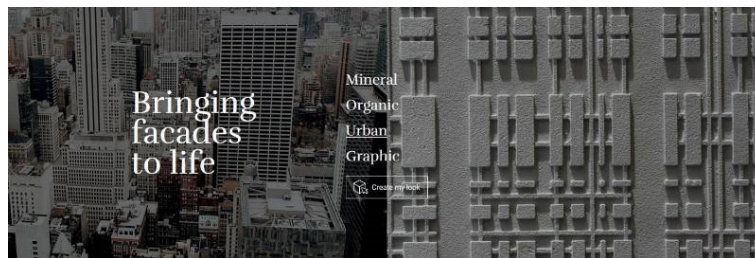 Bringing
facades
to life
Mineral
Organic
Urban
Graphic
Create my look